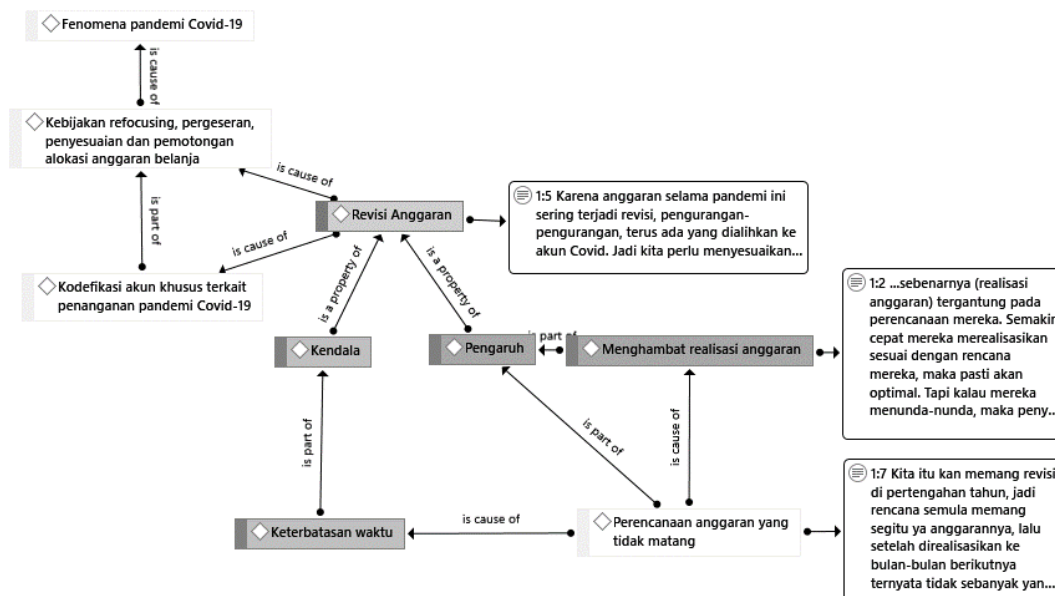 Fenomena pandemi Covid-19
is cause of
Kebijakan refocusing, pergeseran,
penyesuaian dan pemotongan
alokasi anggaran belanja
is cause of
is part of
Revisi Anggaran
1:5 Karena anggaran selama pandemi ini
sering terjadi revisi, pengurangan-
pengurangan, terus ada yang dialihkan ke
akun Covid. Jadi kita perlu menyesuaikan...
is cause of
Kodefikasi akun khusus terkait
penanganan pandemi Covid-19
is a property of
is a property of
1:2 ...sebenarnya (realisasi
anggaran) tergantung pada
perencanaan mereka. Semakin
cepat mereka merealisasikan
sesuai dengan rencana
mereka, maka pasti akan
optimal. Tapi kalau mereka
menunda-nunda, maka peny...
Kendala
Pengaruh
is part of
Menghambat realisasi anggaran
is part of
is part of
is cause of
1:7 Kita itu kan memang revisi
di pertengahan tahun, jadi
rencana semula memang
segitu ya anggarannya, lalu
setelah direalisasikan ke
bulan-bulan berikutnya
ternyata tidak sebanyak yan...
Keterbatasan waktu
is cause of
Perencanaan anggaran yang
tidak matang